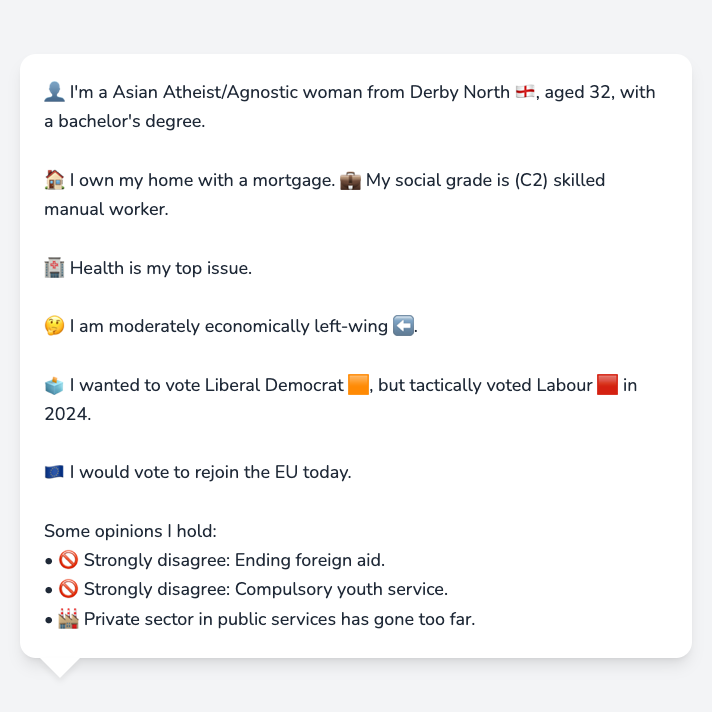 👤 I'm a Asian Atheist/Agnostic woman from Derby North 🏴󠁧󠁢󠁥󠁮󠁧󠁿, aged 32, with
a bachelor's degree.
🏠 I own my home with a mortgage. 💼 My social grade is (C2) skilled
manual worker.
🏥 Health is my top issue.
🤔 I am moderately economically left-wing ⬅️.
🗳️ I wanted to vote Liberal Democrat 🟧, but tactically voted Labour 🟥 in
2024.
🇪🇺 I would vote to rejoin the EU today.
Some opinions I hold:
• 🚫 Strongly disagree: Ending foreign aid.
• 🚫 Strongly disagree: Compulsory youth service.
• 🏭 Private sector in public services has gone too far.